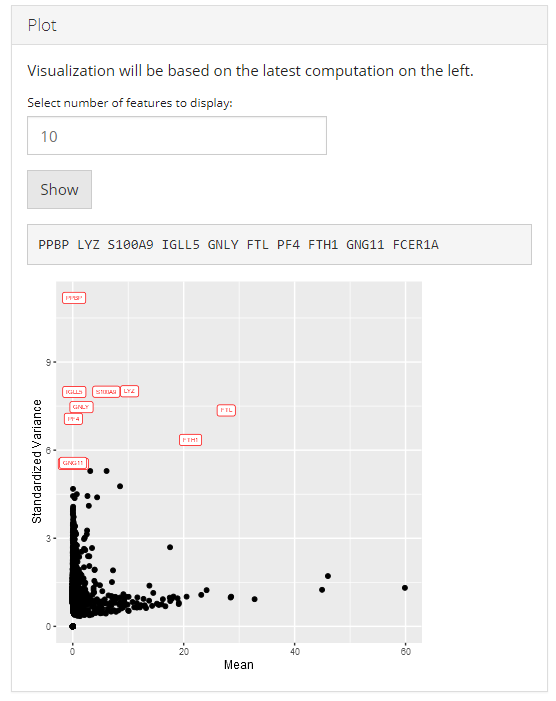 Plot
Visualization will be based on the latest computation on the left.
Select number of features to display:
10
Show
PPBP LYZ S100A9 IGLL5 GNLY FTL PF4 FTH1 GNG11 FCER1A
PPBP
9
IGLL5 S100A9 LYZ
GNLY FTL
PF4
FTH1
6
GNG11
3
0
0 20 40 60
Standardized Variance
Mean